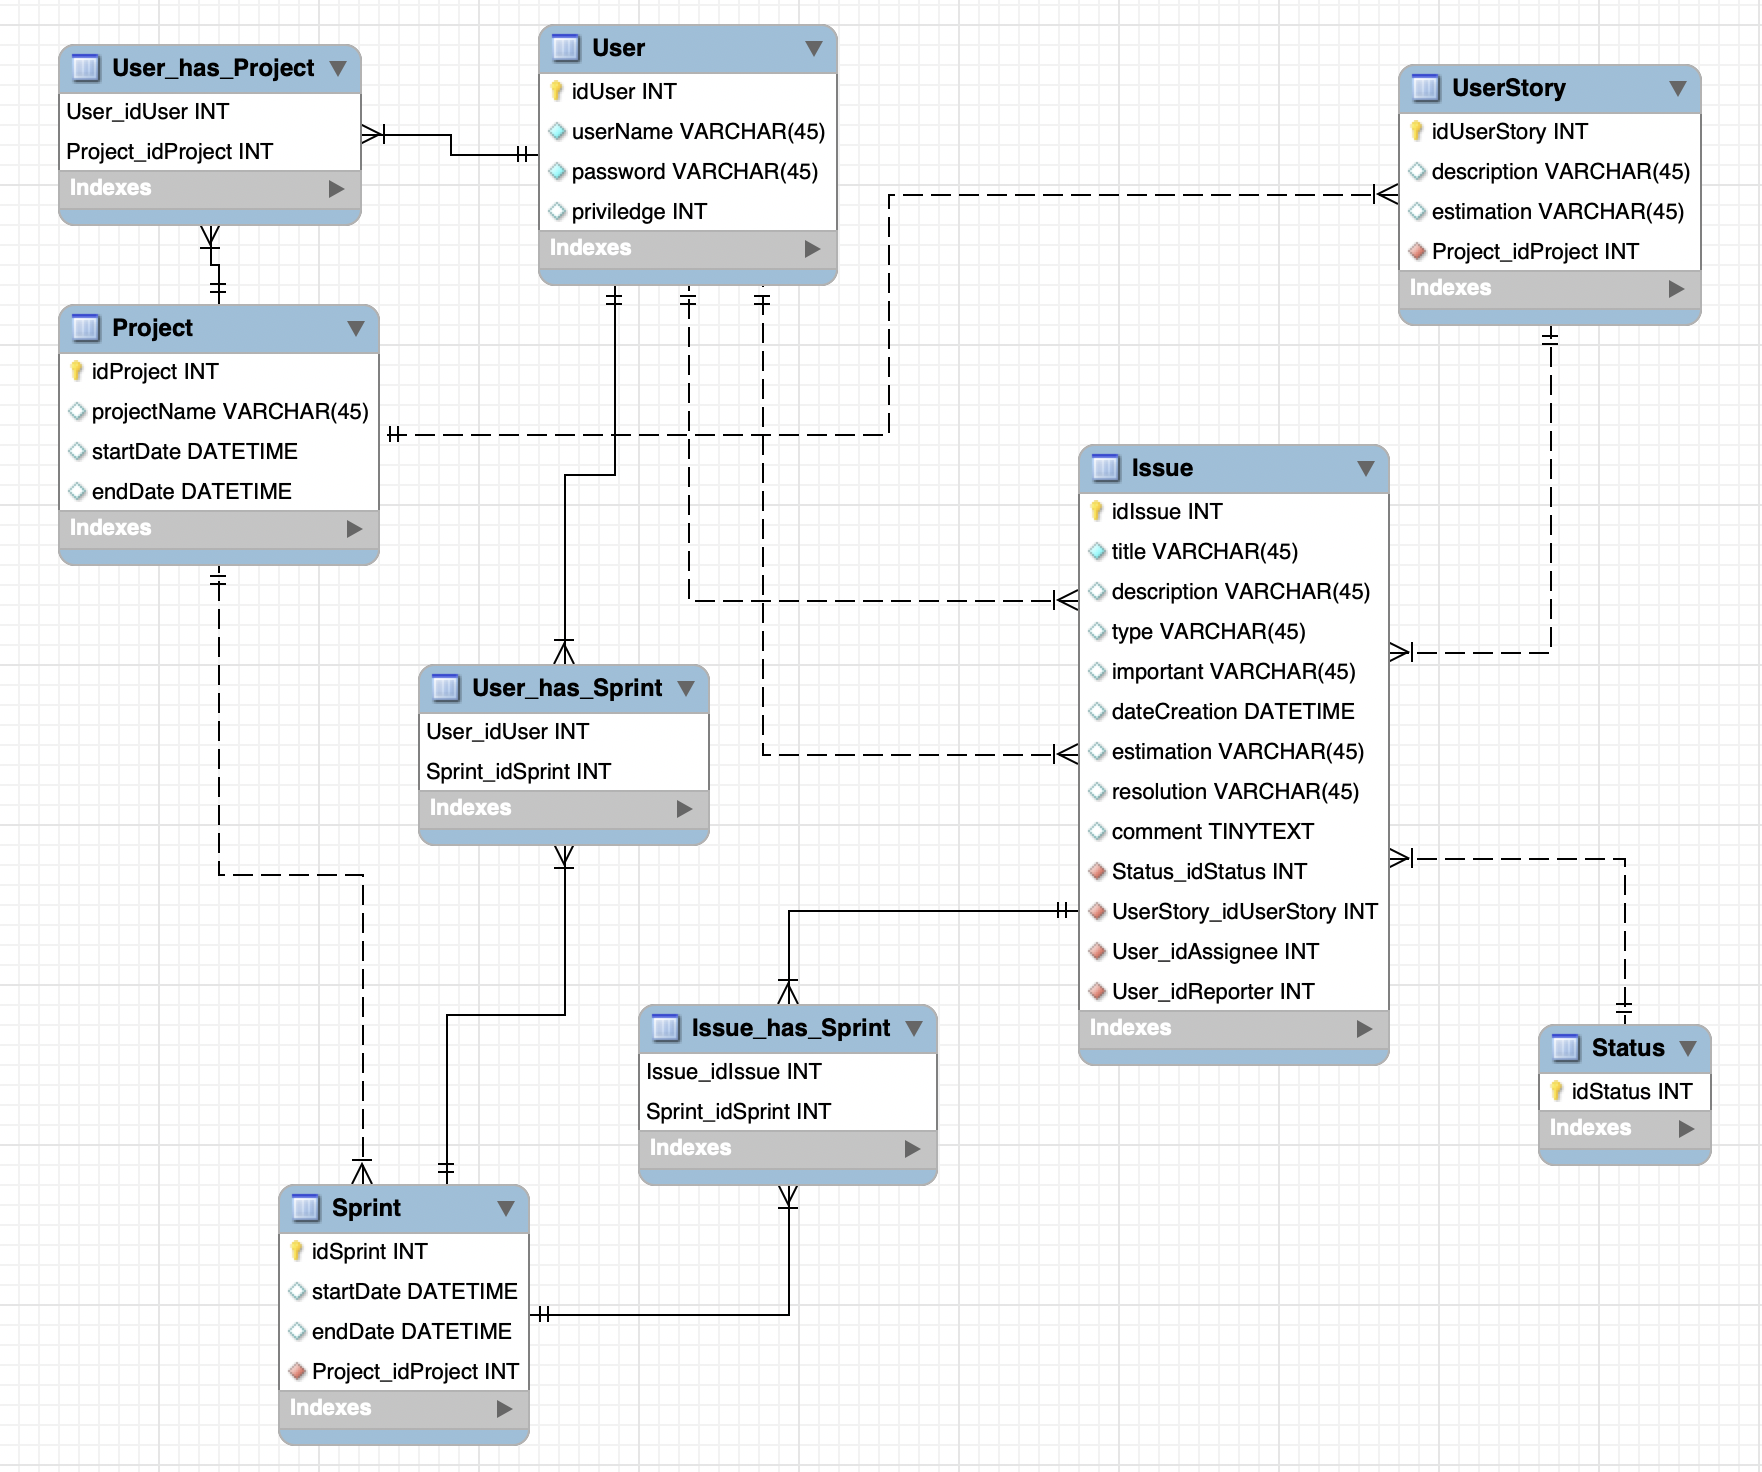 User_has_Project
User_idUser INT
Project_idProject INT
Indexes
User
idUser INT
userName VARCHAR(45)
password VARCHAR(45)
priviledge INT
Indexes
UserStory
idUserStory INT
description VARCHAR(45)
estimation VARCHAR(45)
Project_idProject INT
Indexes
Project
idProject INT
projectName VARCHAR(45)
startDate DATETIME
endDate DATETIME
Indexes
Issue
idIssue INT
title VARCHAR(45)
description VARCHAR(45)
type VARCHAR(45)
important VARCHAR(45)
dateCreation DATETIME
estimation VARCHAR(45)
resolution VARCHAR(45)
comment TINYTEXT
Status_idStatus INT
UserStory_idUserStory INT
User_idAssignee INT
User_idReporter INT
Indexes
User_has_Sprint
User_idUser INT
Sprint_idSprint INT
Indexes
Issue_has_Sprint
Issue_idIssue INT
Sprint_idSprint INT
Indexes
Status
idStatus INT
Indexes
Sprint
idSprint INT
startDate DATETIME
endDate DATETIME
Project_idProject INT
Indexes